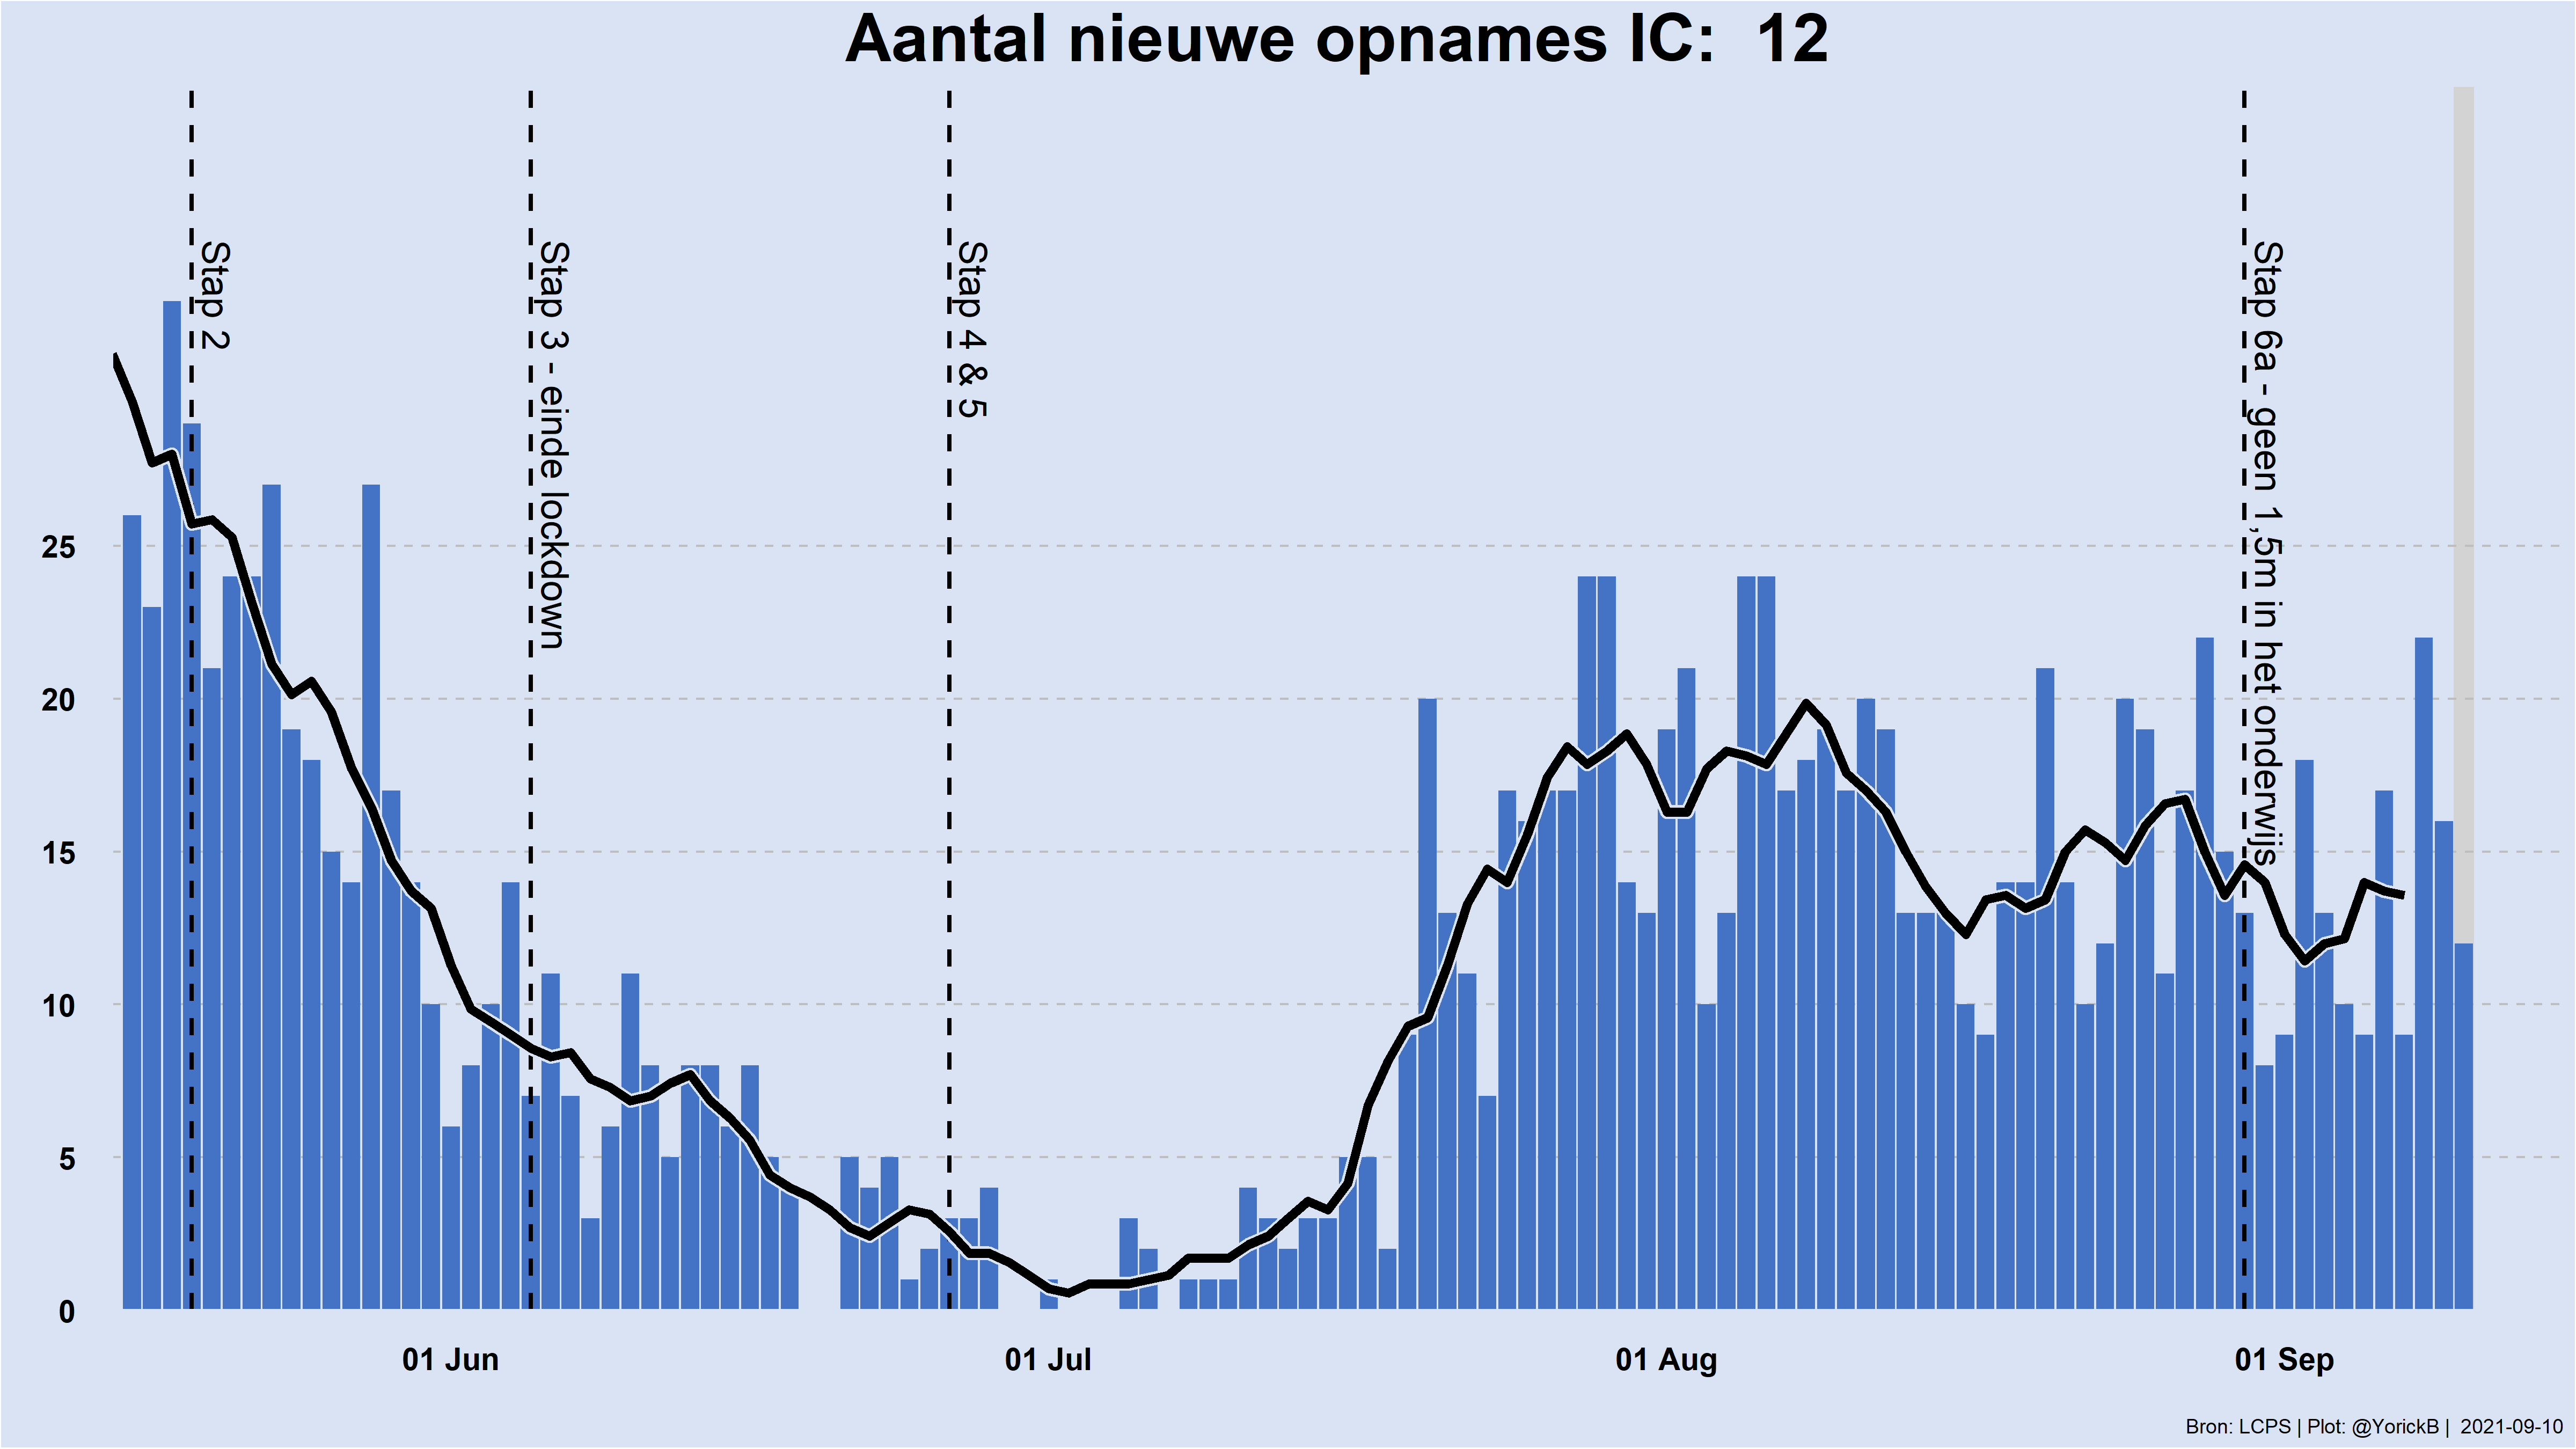 Aantal nieuwe opnames IC:  12
Stap 2
Stap 3 - einde lockdown
Stap 4 & 5
Stap 6a - geen 1,5m in het onderwijs
25
20
15
10
5
0
01 Jun
01 Jul
01 Aug
01 Sep
Bron: LCPS | Plot: @YorickB |  2021-09-10